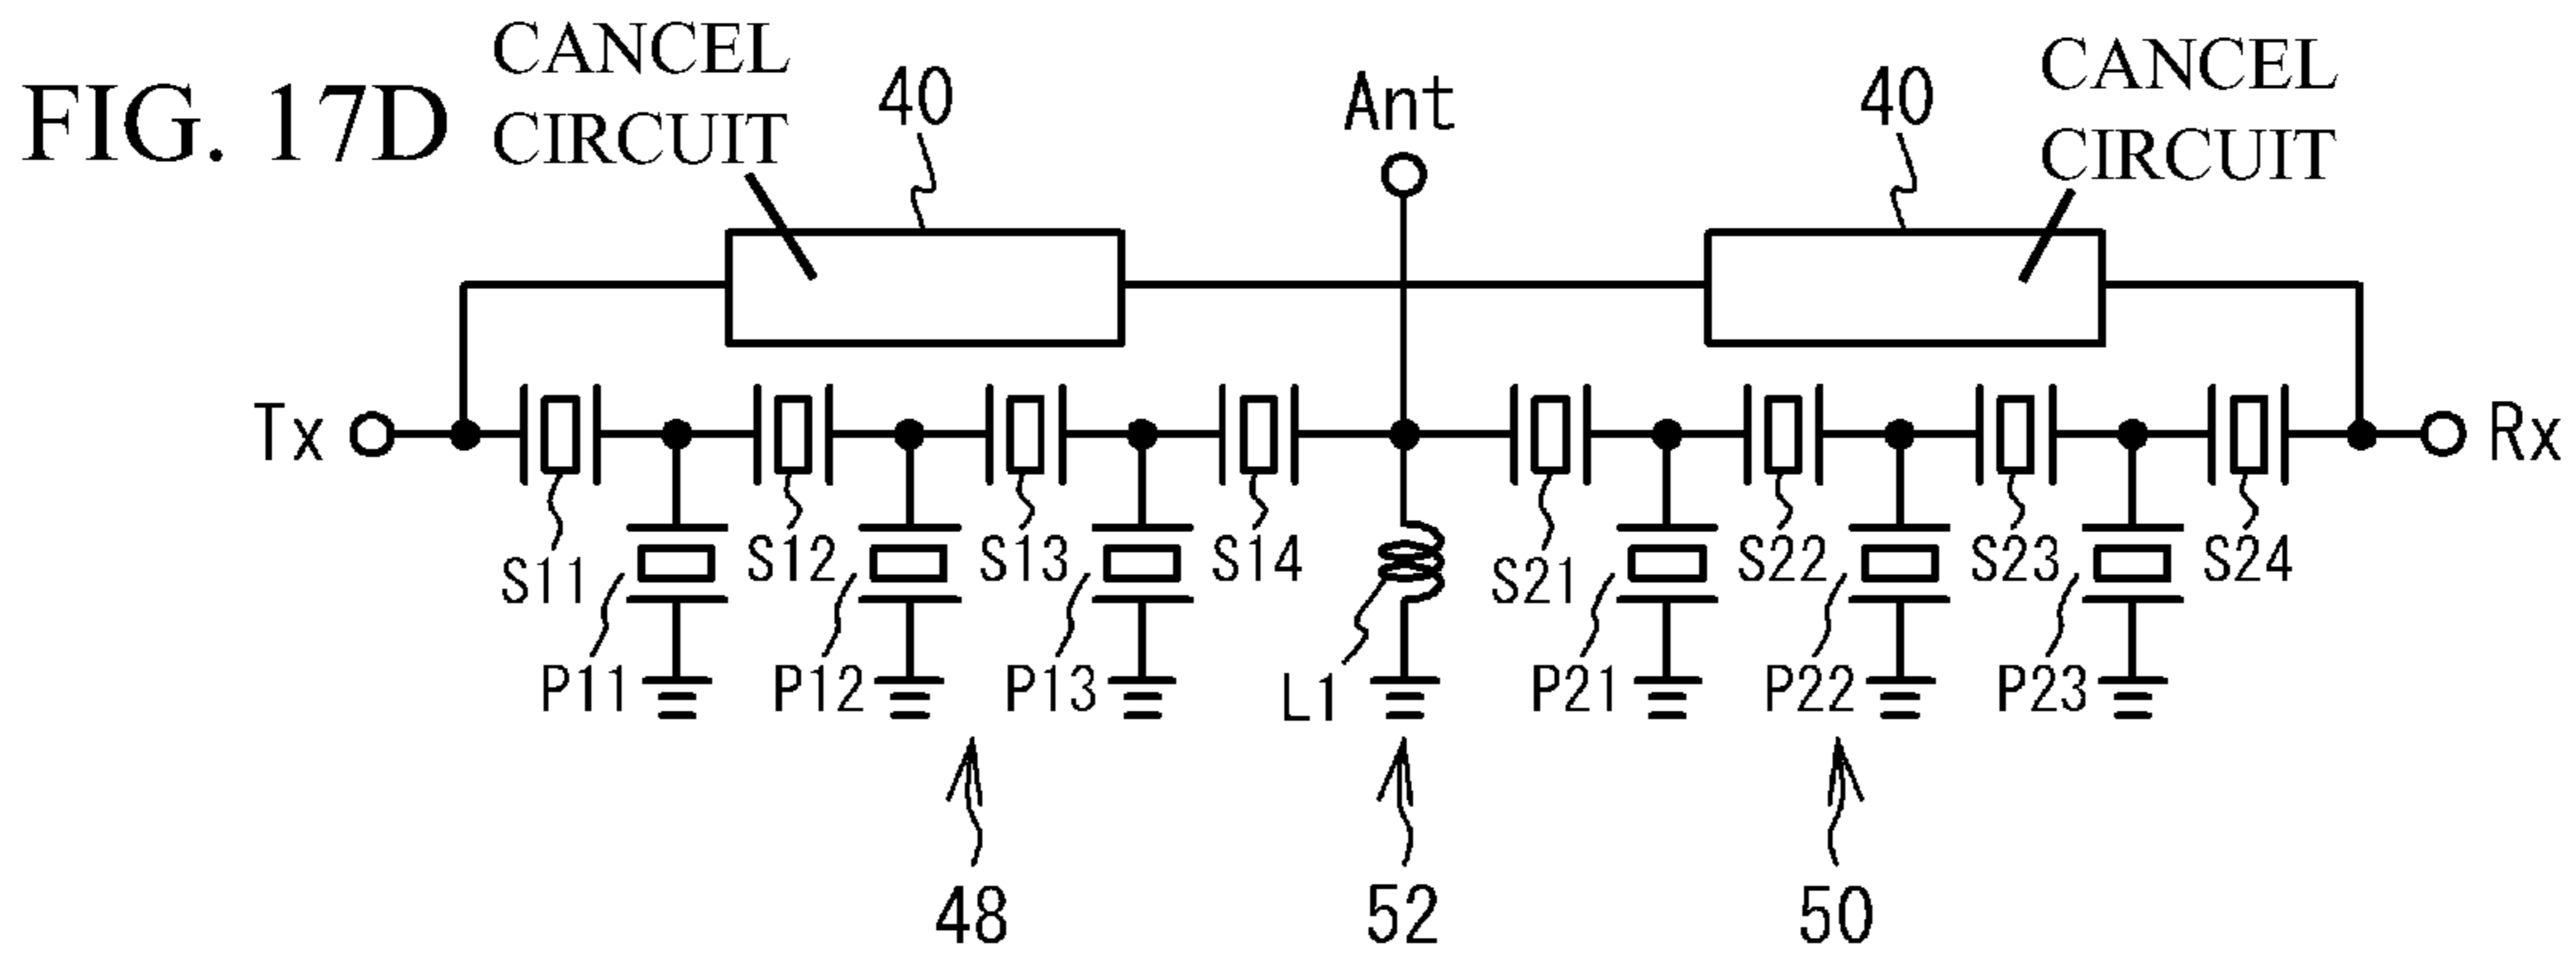 FIG. 17D
CANCEL
CIRCUIT
40
Ant
40
CANCEL
CIRCUIT
Tx
Rx
S11
S12
S13
S14
S21
S22
S23
S24
P11
P12
P13
L1
P21
P22
P23
48
52
50